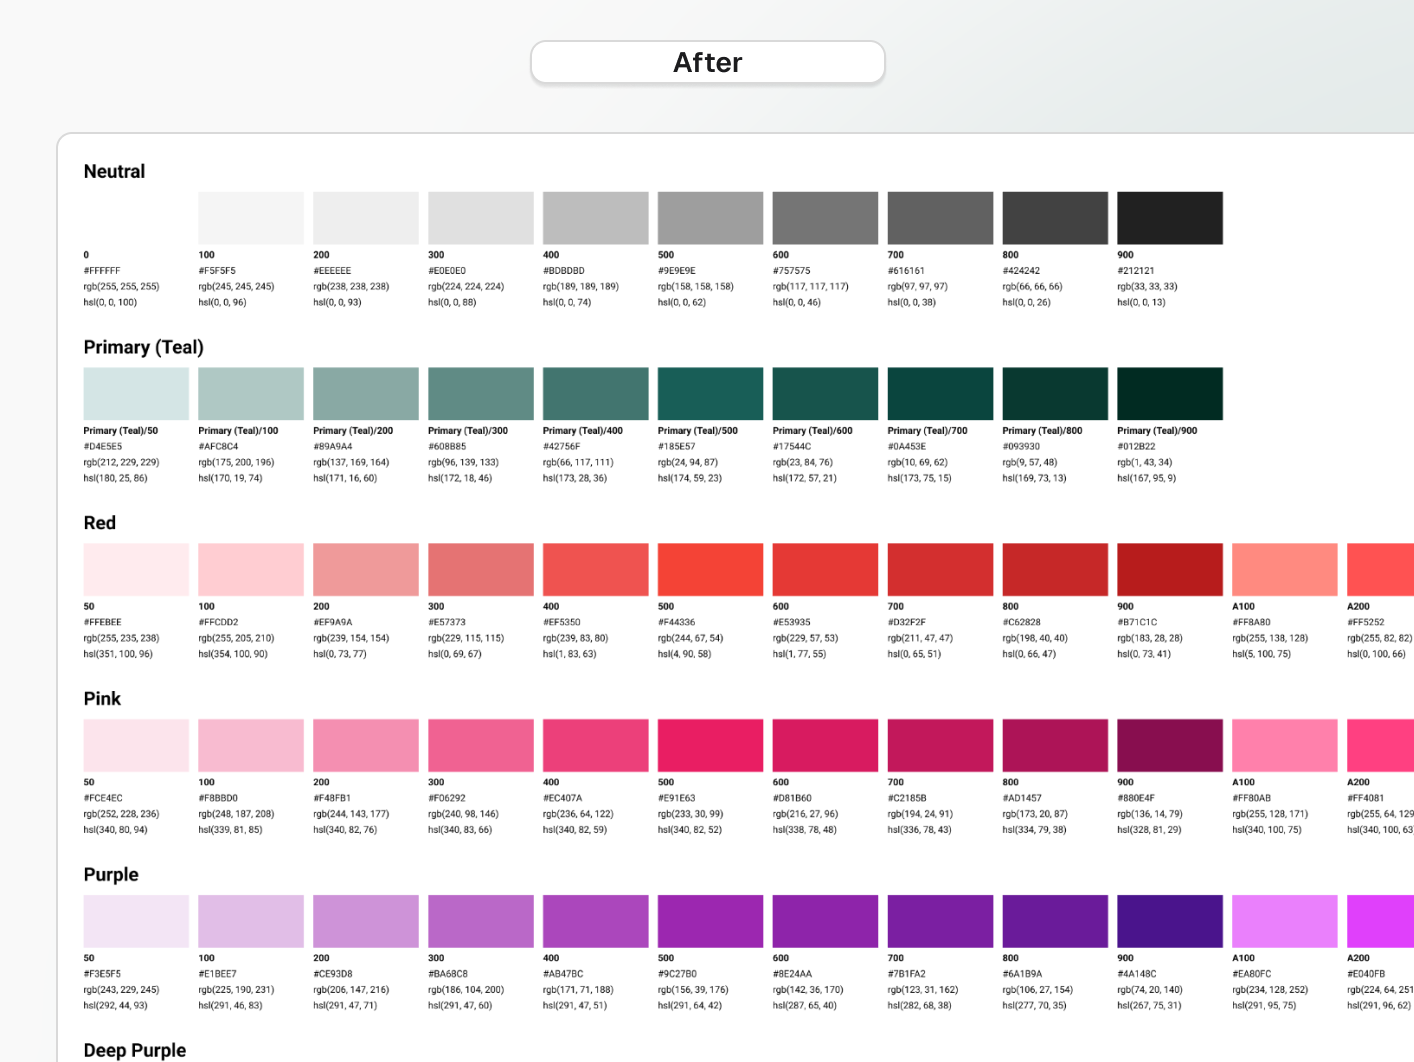 After
Neutral
0 100 200 300 400 500 600 700 800 900
#FFFFFF #F5F5F5 #EEEEEE #E0E0E0 #BDBDBD #9E9E9E #757575 #616161 #424242 #212121
rgb(255, 255, 255) rgb(245, 245, 245) rgb(238, 238, 238) rgb(224, 224, 224) rgb(189, 189, 189) rgb(158, 158, 158) rgb(117, 117, 117) rgb(97, 97, 97) rgb(66, 66, 66) rgb(33, 33, 33)
hsl(0, 0, 100) hsl(0, 0, 96) hsl(0, 0, 93) hsl(0, 0, 88) hsl(0, 0, 74) hsl(0, 0, 62) hsl(0, 0, 46) hsl(0, 0, 38) hsl(0, 0, 26) hsl(0, 0, 13)
Primary (Teal)
Primary (Teal)/50 Primary (Teal)/100 Primary (Teal)/200 Primary (Teal)/300 Primary (Teal)/400 Primary (Teal)/500 Primary (Teal)/600 Primary (Teal)/700 Primary (Teal)/800 Primary (Teal)/900
#D4E5E5 #AFC8C4 #89A9A4 #608B85 #42756F #185E57 #17544C #0A453E #093930 #012B22
rgb(212, 229, 229) rgb(175, 200, 196) rgb(137, 169, 164) rgb(96, 139, 133) rgb(66, 117, 111) rgb(24, 94, 87) rgb(23, 84, 76) rgb(10, 69, 62) rgb(9, 57, 48) rgb(1, 43, 34)
hsl(180, 25, 86) hsl(170, 19, 74) hsl(171, 16, 60) hsl(172, 18, 46) hsl(173, 28, 36) hsl(174, 59, 23) hsl(172, 57, 21) hsl(173, 75, 15) hsl(169, 73, 13) hsl(167, 95, 9)
Red
50 100 200 300 400 500 600 700 800 900 A100 A200
#FFEBEE #FFCDD2 #EF9A9A #E57373 #EF5350 #F44336 #E53935 #D32F2F #C62828 #B71C1C #FF8A80 #FF5252
rgb(255, 235, 238) rgb(255, 205, 210) rgb(239, 154, 154) rgb(229, 115, 115) rgb(239, 83, 80) rgb(244, 67, 54) rgb(229, 57, 53) rgb(211, 47, 47) rgb(198, 40, 40) rgb(183, 28, 28) rgb(255, 138, 128) rgb(255, 82, 82)
hsl(351, 100, 96) hsl(354, 100, 90) hsl(0, 73, 77) hsl(0, 69, 67) hsl(1, 83, 63) hsl(4, 90, 58) hsl(1, 77, 55) hsl(0, 65, 51) hsl(0, 66, 47) hsl(0, 73, 41) hsl(5, 100, 75) hsl(0, 100, 66)
Pink
50 100 200 300 400 500 600 700 800 900 A100 A200
#FCE4EC #F8BBD0 #F48FB1 #F06292 #EC407A #E91E63 #D81B60 #C2185B #AD1457 #880E4F #FF80AB #FF4081
rgb(252, 228, 236) rgb(248, 187, 208) rgb(244, 143, 177) rgb(240, 98, 146) rgb(236, 64, 122) rgb(233, 30, 99) rgb(216, 27, 96) rgb(194, 24, 91) rgb(173, 20, 87) rgb(136, 14, 79) rgb(255, 128, 171) rgb(255, 64, 129
hsl(340, 80, 94) hsl(339, 81, 85) hsl(340, 82, 76) hsl(340, 83, 66) hsl(340, 82, 59) hsl(340, 82, 52) hsl(338, 78, 48) hsl(336, 78, 43) hsl(334, 79, 38) hsl(328, 81, 29) hsl(340, 100, 75) hsl(340, 100, 63)
Purple
50 100 200 300 400 500 600 700 800 900 A100 A200
#F3E5F5 #E1BEE7 #CE93D8 #BA68C8 #AB47BC #9C27B0 #8E24AA #7B1FA2 #6A1B9A #4A148C #EA80FC #E040FB
rgb(243, 229, 245) rgb(225, 190, 231) rgb(206, 147, 216) rgb(186, 104, 200) rgb(171, 71, 188) rgb(156, 39, 176) rgb(142, 36, 170) rgb(123, 31, 162) rgb(106, 27, 154) rgb(74, 20, 140) rgb(234, 128, 252) rgb(224, 64, 251
hsl(292, 44, 93) hsl(291, 46, 83) hsl(291, 47, 71) hsl(291, 47, 60) hsl(291, 47, 51) hsl(291, 64, 42) hsl(287, 65, 40) hsl(282, 68, 38) hsl(277, 70, 35) hsl(267, 75, 31) hsl(291, 95, 75) hsl(291, 96, 62)
Deep Purple